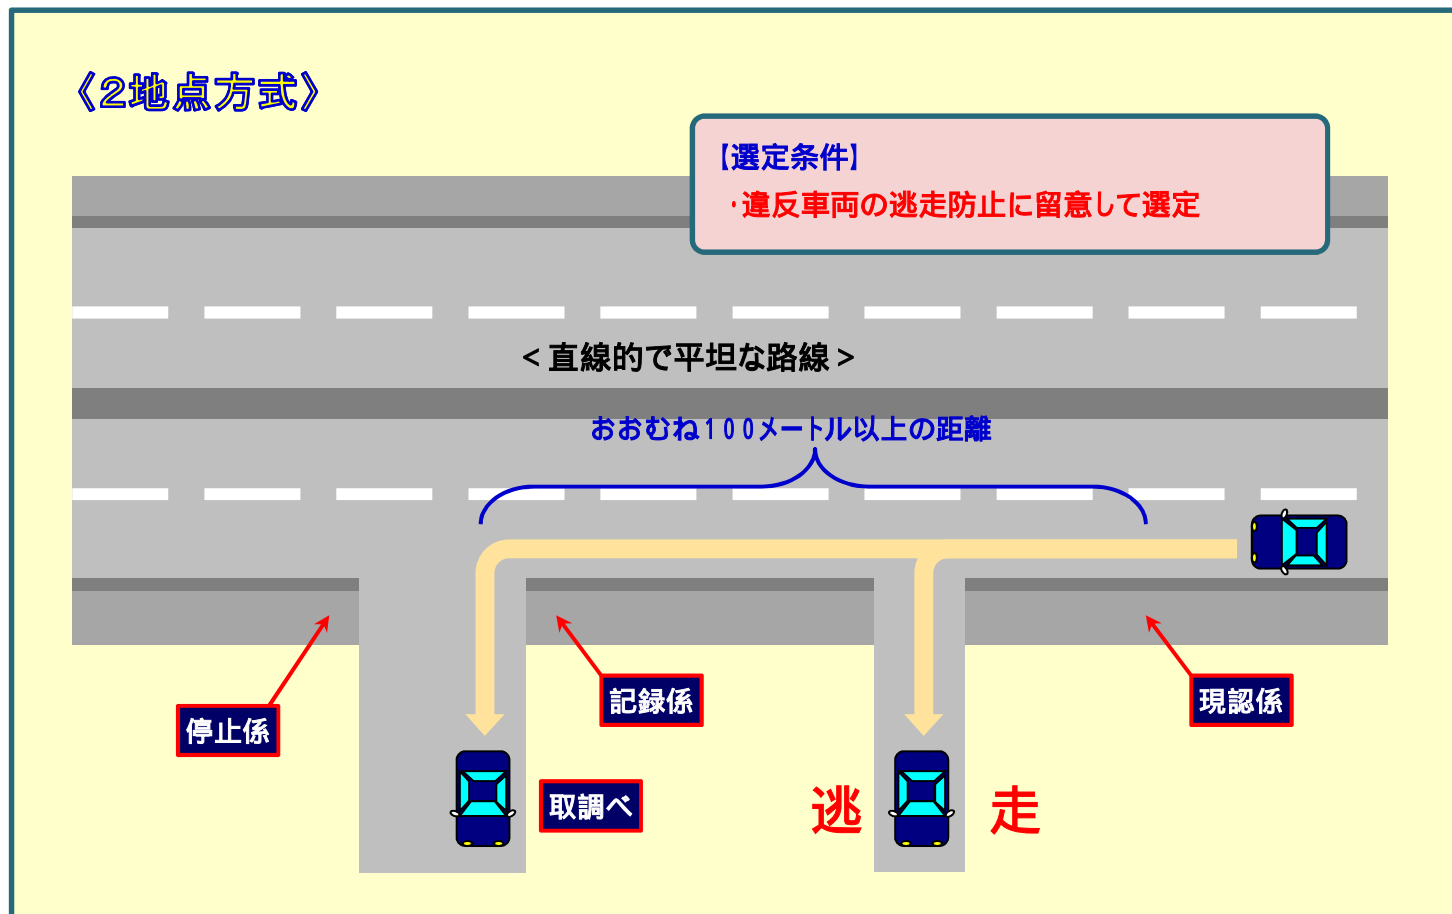 《２地点方式》
【選定条件】
・違反車両の逃走防止に留意して選定
＜直線的で平坦な路線＞
おおむね１００メートル以上の距離
停止係
記録係
現認係
取調べ
逃走